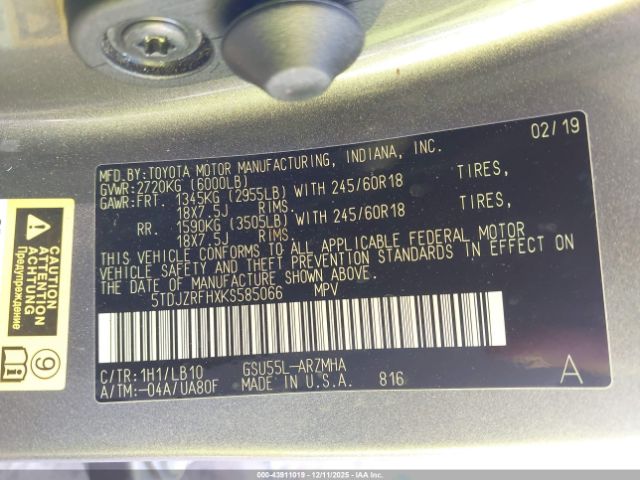 02/19
MFD.BY:TOYOTA MOTOR MANUFACTURING, INDIANA, INC.
GVWR:2720KG (6000LB)
GAWR:FRT. 1345KG (2955LB) WITH 245/60R18 TIRES,
18X7.5J RIMS.
RR. 1590KG (3505LB) WITH 245/60R18 TIRES,
18X7.5J RIMS.
THIS VEHICLE CONFORMS TO ALL APPLICABLE FEDERAL MOTOR
VEHICLE SAFETY AND THEFT PREVENTION STANDARDS IN EFFECT ON
THE DATE OF MANUFACTURE SHOWN ABOVE.
5TDJZRFHXKS585066 MPV
C/TR:1H1/LB10 GSU55L-ARZMHA
A/TM:-04A/UA80F MADE IN U.S.A. 816
A
CAUTION
ATTENTION
ACHTUNG
Предупреждение
9
GSO-43911019 - 12/11/2025 - IAA Inc.